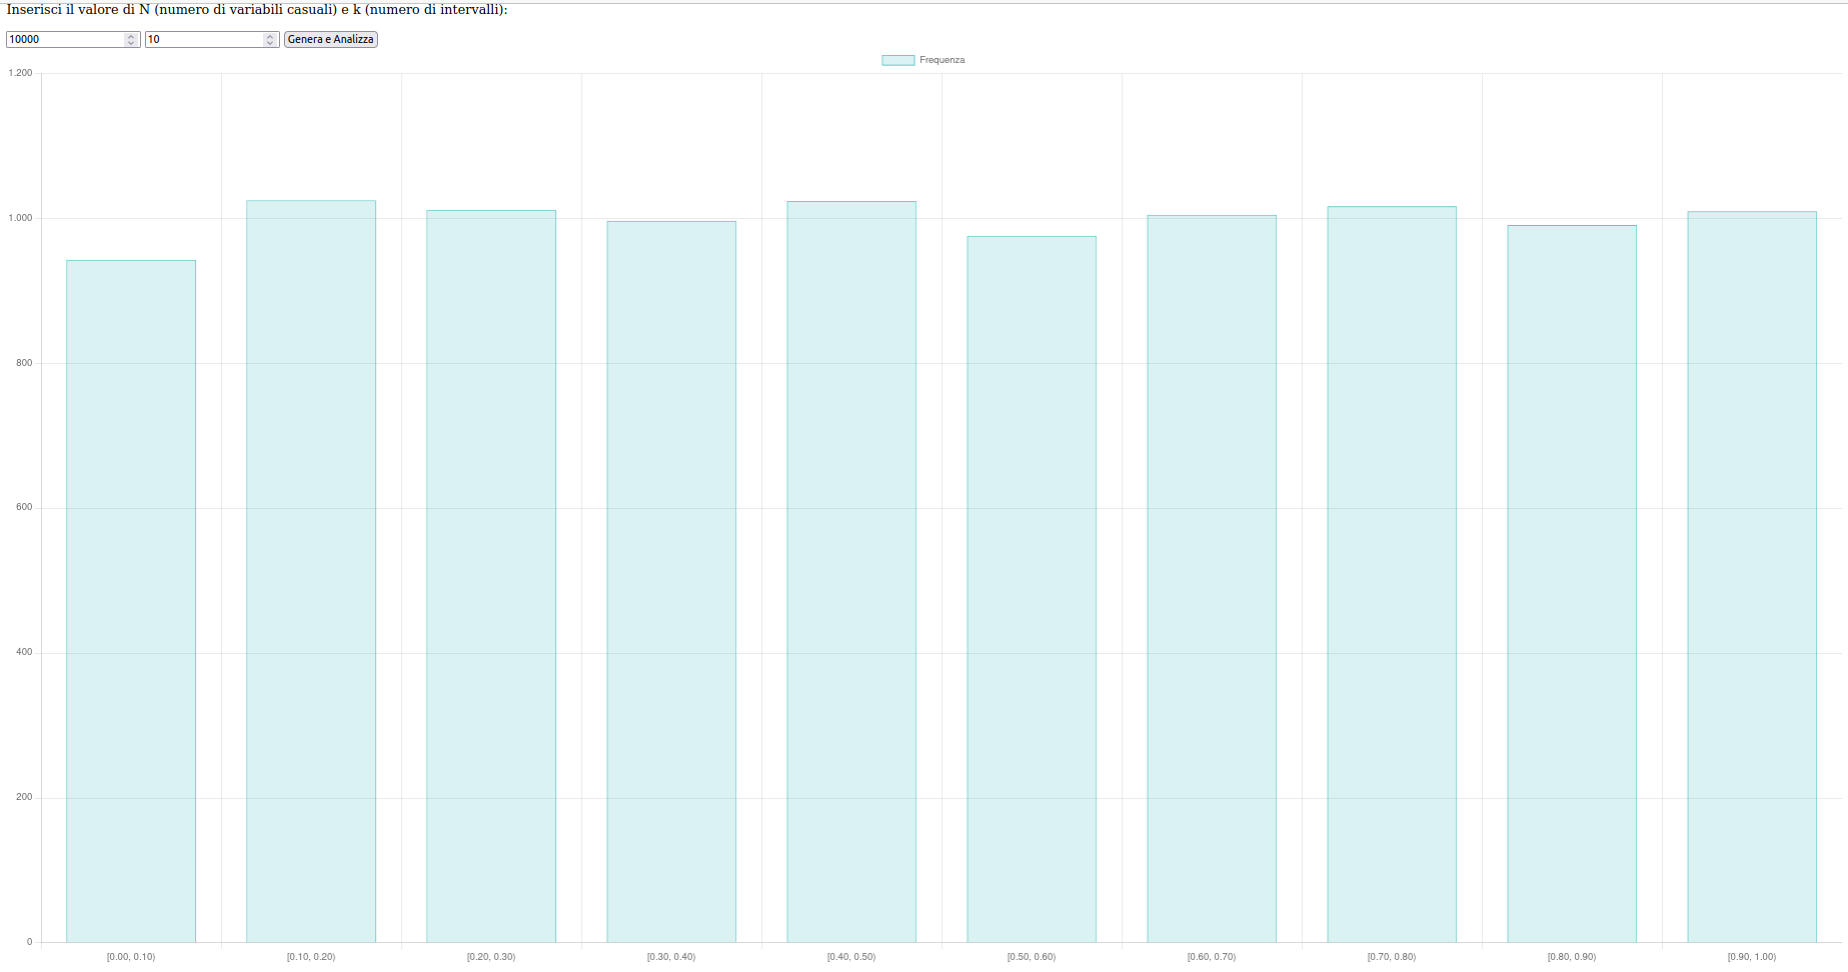 Inserisci il valore di N (numero di variabili casuali) e k (numero di intervalli):
10000 10 Genera e Analizza
Frequenza
1.200
1.000
800
600
400
200
0
[0.00, 0.10) [0.10, 0.20) [0.20, 0.30) [0.30, 0.40) [0.40, 0.50) [0.50, 0.60) [0.60, 0.70) [0.70, 0.80) [0.80, 0.90) [0.90, 1.00)